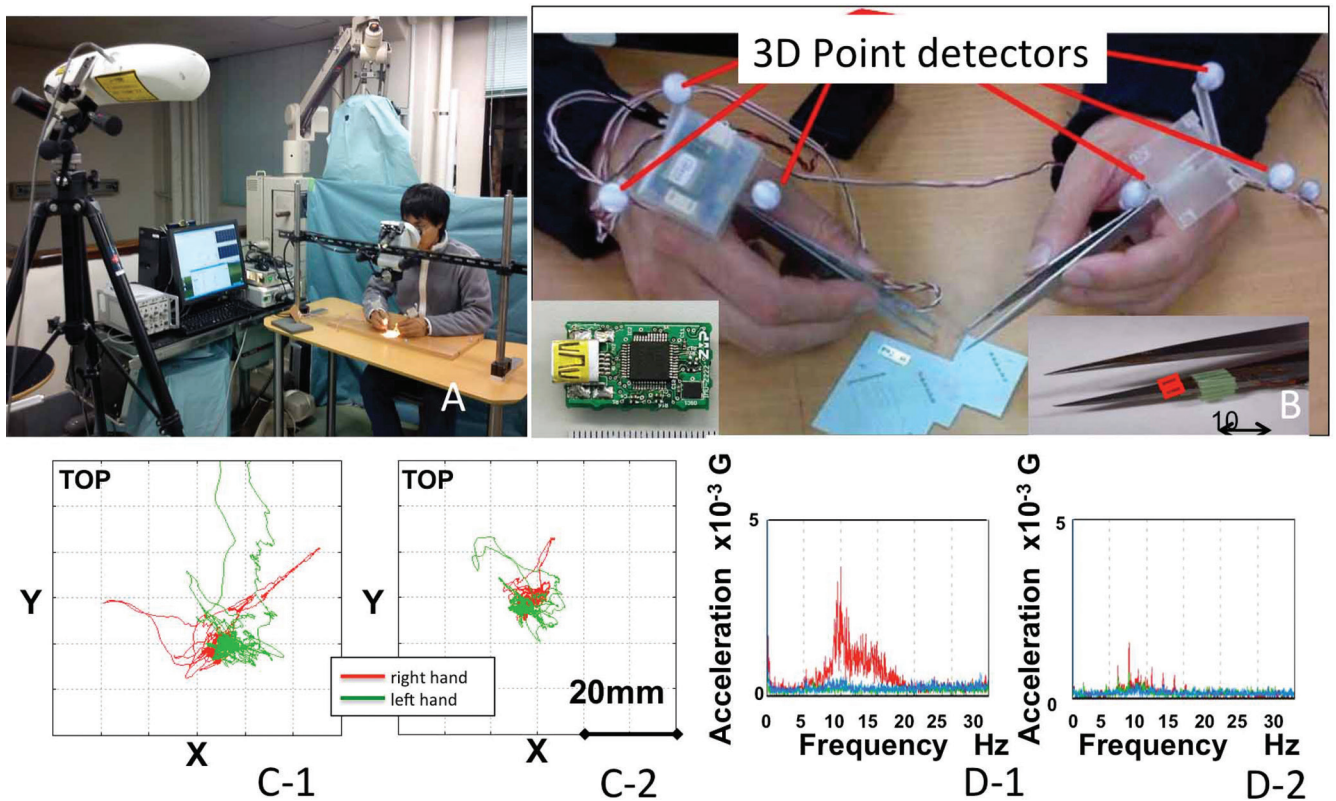 3D Point detectors
A
B
10
TOP
Y
X
TOP
Y
X
right hand
left hand
20mm
C-1
C-2
Acceleration x10⁻³ G
5
0
0 5 10 15 20 25 30
Frequency Hz
D-1
Acceleration x10⁻³ G
5
0
0 5 10 15 20 25 30
Frequency Hz
D-2